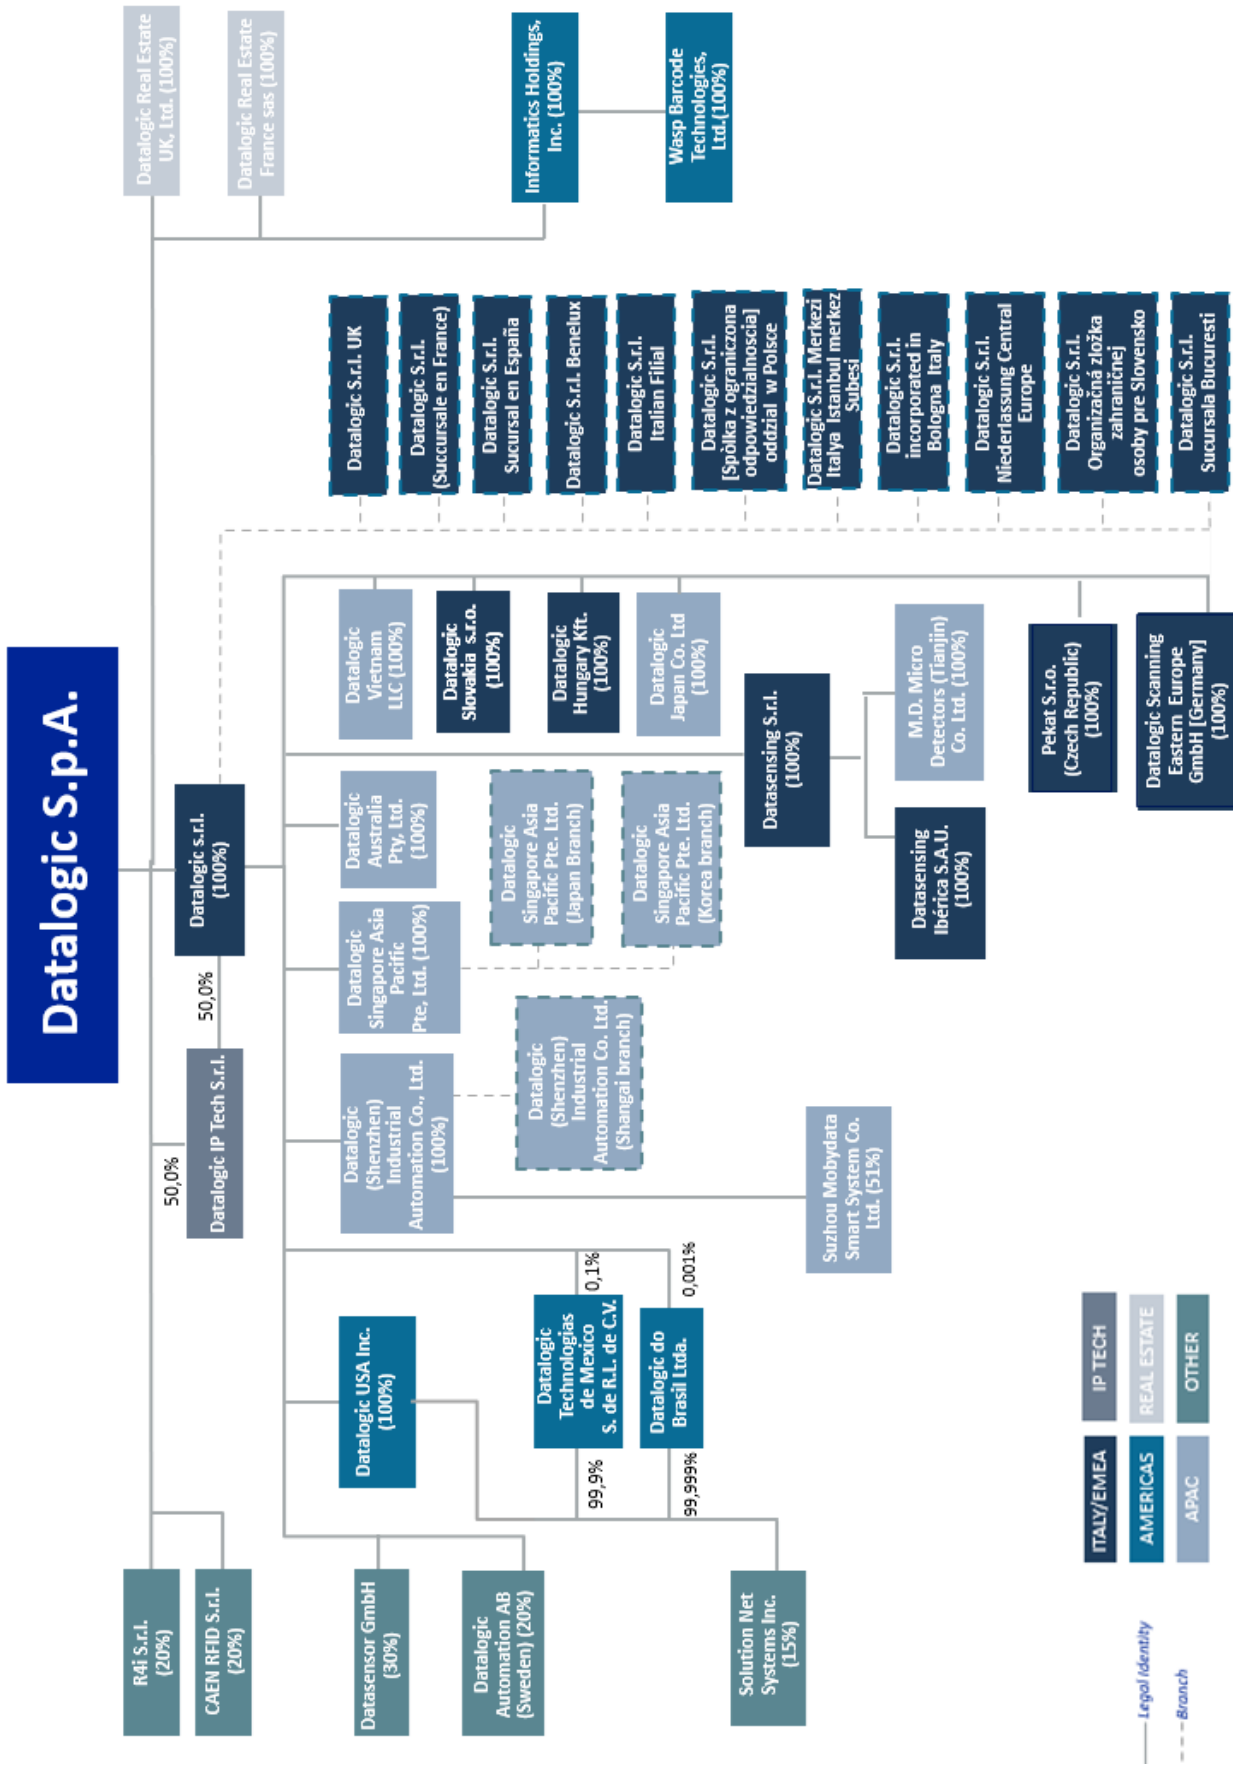 Datalogic S.p.A.
R4i S.r.l.
(20%)
CAEN RFID S.r.l.
(20%)
50,0%
Datalogic IP Tech S.r.l.
50,0%
Datalogic s.r.l.
(100%)
Datalogic Real Estate
UK, Ltd. (100%)
Datalogic Real Estate
France sas (100%)
Informatics Holdings,
Inc. (100%)
Wasp Barcode
Technologies,
Ltd.(100%)
Datasensor GmbH
(30%)
Datalogic
Automation AB
(Sweden) (20%)
Solution Net
Systems Inc.
(15%)
Datalogic USA Inc.
(100%)
99,9%
Datalogic
Technologias
de Mexico
S. de R.L. de C.V.
0,1%
99,999%
Datalogic do
Brasil Ltda.
0,001%
Datalogic
(Shenzhen)
Industrial
Automation Co., Ltd.
(100%)
Datalogic
(Shenzhen)
Industrial
Automation Co. Ltd.
(Shangai branch)
Suzhou Mobydata
Smart System Co.
Ltd. (51%)
Datalogic
Singapore Asia
Pacific
Pte, Ltd. (100%)
Datalogic
Singapore Asia
Pacific Pte. Ltd.
(Japan Branch)
Datalogic
Singapore Asia
Pacific Pte. Ltd.
(Korea branch)
Datalogic
Australia
Pty, Ltd.
(100%)
Datasensing S.r.l.
(100%)
Datasensing
Ibérica S.A.U.
(100%)
M.D. Micro
Detectors (Tianjin)
Co. Ltd. (100%)
Datalogic
Vietnam
LLC (100%)
Datalogic
Slovakia s.r.o.
(100%)
Datalogic
Hungary Kft.
(100%)
Datalogic
Japan Co. Ltd
(100%)
Pekat S.r.o.
(Czech Republic)
(100%)
Datalogic Scanning
Eastern Europe
GmbH [Germany]
(100%)
Datalogic S.r.l. UK
Datalogic S.r.l.
(Succursale en France)
Datalogic S.r.l.
Sucursal en España
Datalogic S.r.l. Benelux
Datalogic S.r.l.
Italian Filial
Datalogic S.r.l.
[Spòlka z ograniczona
odpowiedzialnoscia]
oddzial w Polsce
Datalogic S.r.l. Merkezi
Italya Istanbul merkez
Subesi
Datalogic S.r.l.
incorporated in
Bologna Italy
Datalogic S.r.l.
Niederlassung Central
Europe
Datalogic S.r.l.
Organizačná zložka
zahraničnej
osoby pre Slovensko
Datalogic S.r.l.
Sucursala Bucuresti
Legal Identity
Branch
ITALY/EMEA
IP TECH
AMERICAS
REAL ESTATE
APAC
OTHER